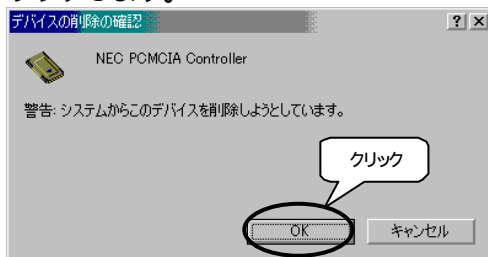 デバイスの削除の確認
NEC PCMCIA Controller
警告: システムからこのデバイスを削除しようとしています。
クリック
OK
キャンセル